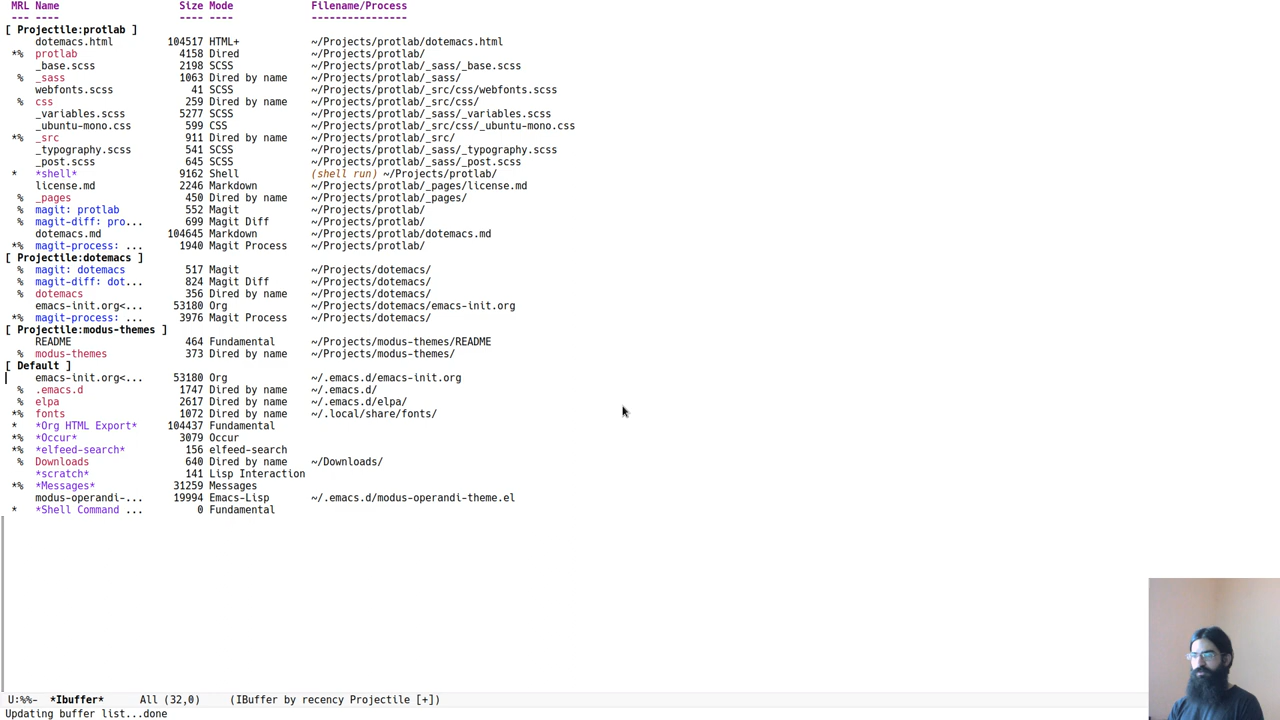 MRL Name Size Mode Filename/Process
--- ---- ---- ---- ----------------
[ Projectile:protlab ]
dotemacs.html 104517 HTML+ ~/Projects/protlab/dotemacs.html
*% protlab 4158 Dired ~/Projects/protlab/
_base.scss 2198 SCSS ~/Projects/protlab/_sass/_base.scss
% _sass 1063 Dired by name ~/Projects/protlab/_sass/
webfonts.scss 41 SCSS ~/Projects/protlab/_src/css/webfonts.scss
% css 259 Dired by name ~/Projects/protlab/_src/css/
_variables.scss 5277 SCSS ~/Projects/protlab/_sass/_variables.scss
_ubuntu-mono.css 599 CSS ~/Projects/protlab/_src/css/_ubuntu-mono.css
*% _src 911 Dired by name ~/Projects/protlab/_src/
_typography.scss 541 SCSS ~/Projects/protlab/_sass/_typography.scss
_post.scss 645 SCSS ~/Projects/protlab/_sass/_post.scss
* *shell* 9162 Shell (shell run) ~/Projects/protlab/
license.md 2246 Markdown ~/Projects/protlab/_pages/license.md
% _pages 450 Dired by name ~/Projects/protlab/_pages/
% magit: protlab 552 Magit ~/Projects/protlab/
% magit-diff: pro... 699 Magit Diff ~/Projects/protlab/
dotemacs.md 104645 Markdown ~/Projects/protlab/dotemacs.md
*% magit-process: ... 1940 Magit Process ~/Projects/protlab/
[ Projectile:dotemacs ]
% magit: dotemacs 517 Magit ~/Projects/dotemacs/
% magit-diff: dot... 824 Magit Diff ~/Projects/dotemacs/
% dotemacs 356 Dired by name ~/Projects/dotemacs/
emacs-init.org<... 53180 Org ~/Projects/dotemacs/emacs-init.org
*% magit-process: ... 3976 Magit Process ~/Projects/dotemacs/
[ Projectile:modus-themes ]
README 464 Fundamental ~/Projects/modus-themes/README
% modus-themes 373 Dired by name ~/Projects/modus-themes/
[ Default ]
emacs-init.org<... 53180 Org ~/.emacs.d/emacs-init.org
% .emacs.d 1747 Dired by name ~/.emacs.d/
% elpa 2617 Dired by name ~/.emacs.d/elpa/
*% fonts 1072 Dired by name ~/.local/share/fonts/
* *Org HTML Export* 104437 Fundamental
*% *Occur* 3079 Occur
*% *elfeed-search* 156 elfeed-search
% Downloads 640 Dired by name ~/Downloads/
*scratch* 141 Lisp Interaction
*% *Messages* 31259 Messages
modus-operandi-... 19994 Emacs-Lisp ~/.emacs.d/modus-operandi-theme.el
* *Shell Command ... 0 Fundamental
U:%%- *Ibuffer* All (32,0) (IBuffer by recency Projectile [+])
Updating buffer list...done